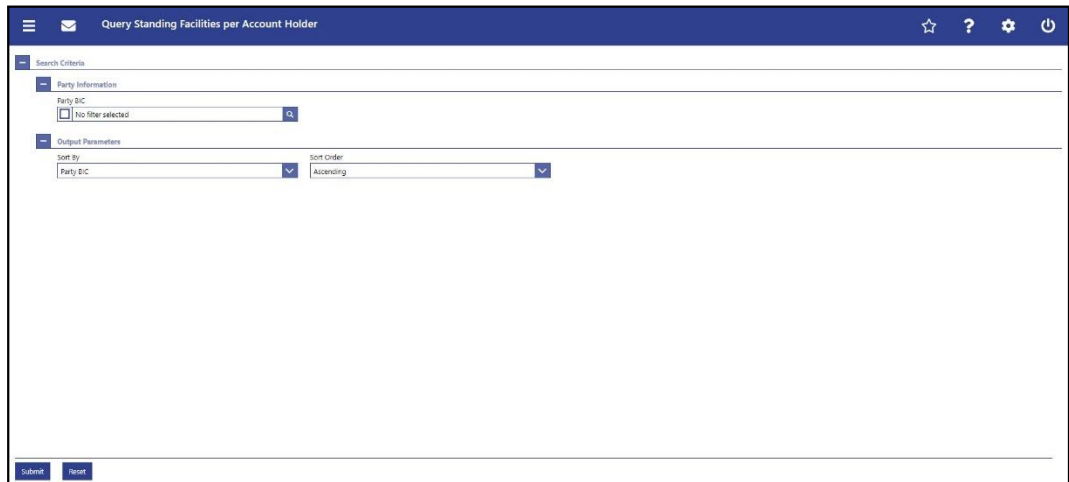 Query Standing Facilities per Account Holder
?
Search Criteria
Party Information
Party BIC
No filter selected
Output Parameters
Sort By Sort Order
Party BIC Ascending
Submit Reset